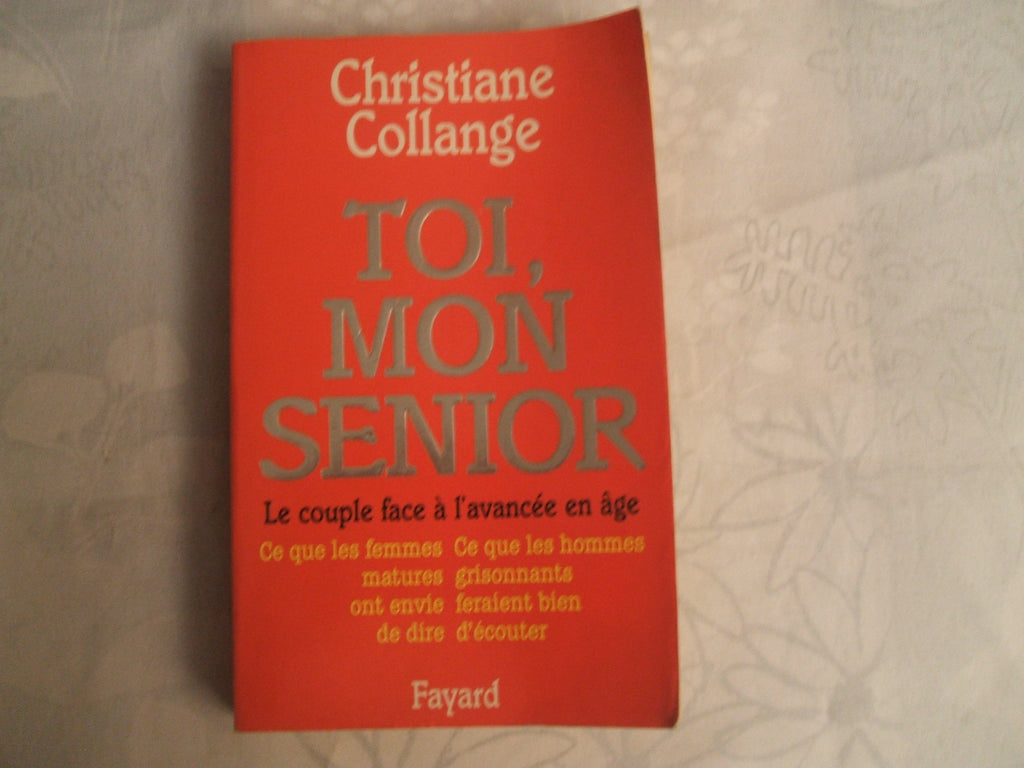 Christiane
Collange
TOI,
MON
SENIOR
Le couple face à l'avancée en âge
Ce que les femmes
matures
ont envie
de dire
Ce que les hommes
grisonnants
feraient bien
d'écouter
Fayard